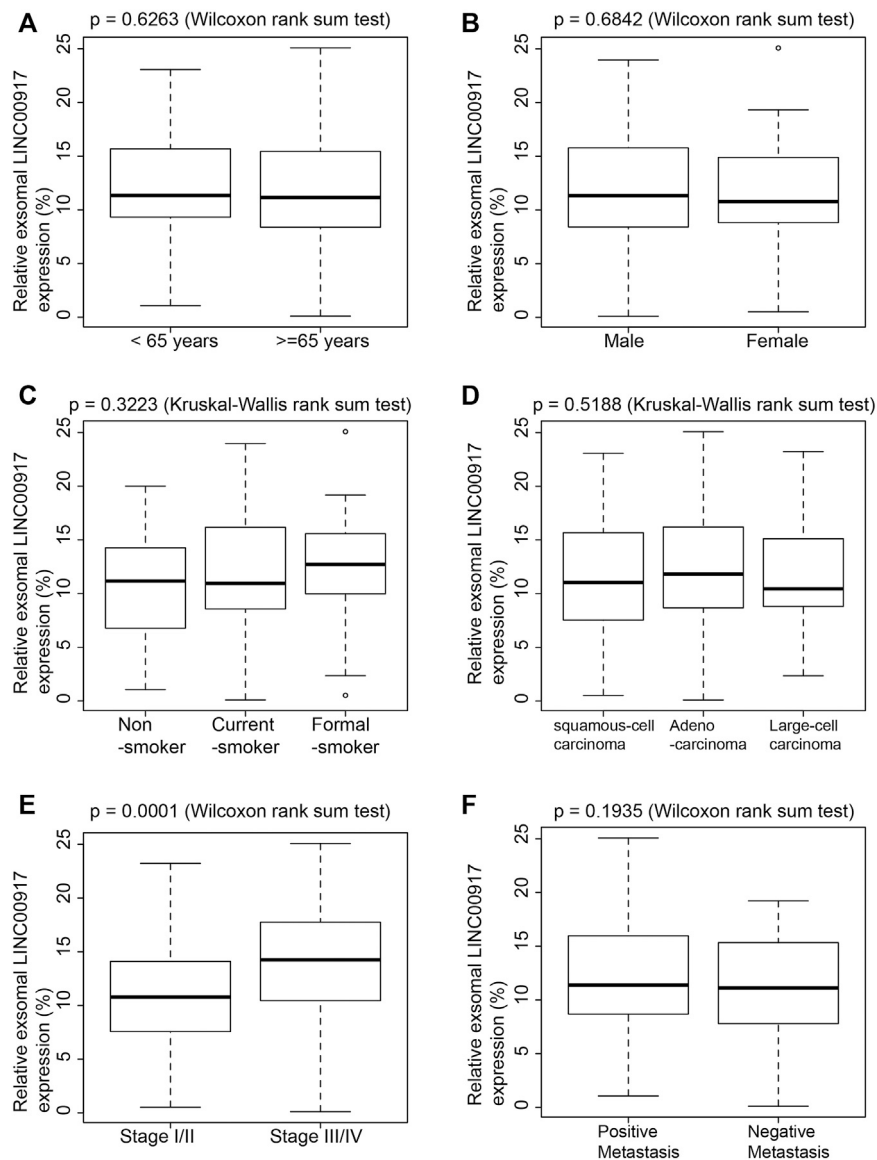 A
p = 0.6263 (Wilcoxon rank sum test)
Relative exsomal LINC00917
expression (%)
0 5 10 15 20 25
< 65 years >=65 years
B
p = 0.6842 (Wilcoxon rank sum test)
Relative exsomal LINC00917
expression (%)
0 5 10 15 20 25
Male Female
C
p = 0.3223 (Kruskal-Wallis rank sum test)
Relative exsomal LINC00917
expression (%)
0 5 10 15 20 25
Non Current Formal
-smoker -smoker -smoker
D
p = 0.5188 (Kruskal-Wallis rank sum test)
Relative exsomal LINC00917
expression (%)
0 5 10 15 20 25
squamous-cell Adeno Large-cell
carcinoma -carcinoma carcinoma
E
p = 0.0001 (Wilcoxon rank sum test)
Relative exsomal LINC00917
expression (%)
0 5 10 15 20 25
Stage I/II Stage III/IV
F
p = 0.1935 (Wilcoxon rank sum test)
Relative exsomal LINC00917
expression (%)
0 5 10 15 20 25
Positive Negative
Metastasis Metastasis